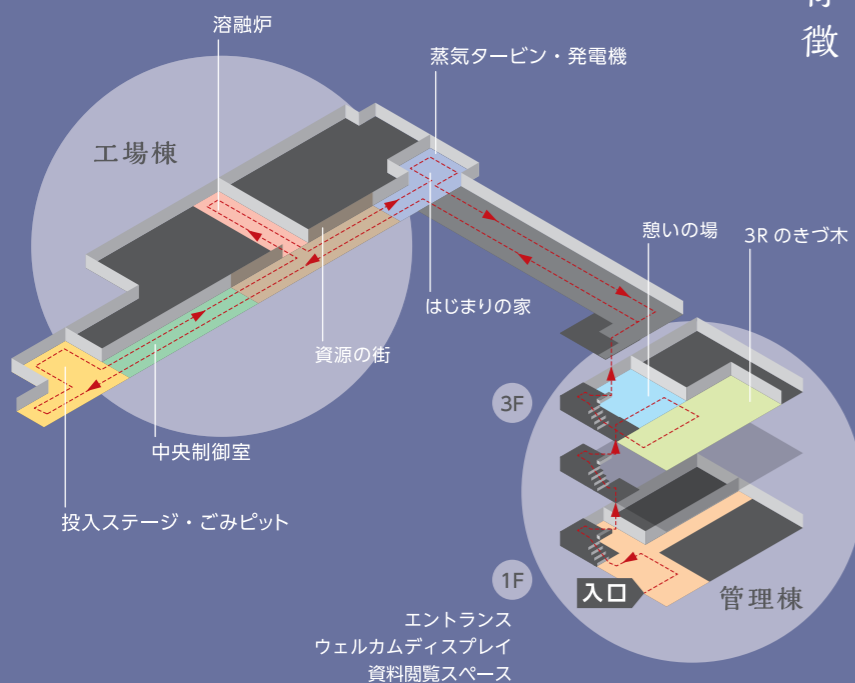 徴
溶融炉
蒸気タービン・発電機
工場棟
憩いの場
3R のきづ木
はじまりの家
資源の街
3F
中央制御室
投入ステージ・ごみピット
1F
入口
管理棟
エントランス
ウェルカムディスプレイ
資料閲覧スペース